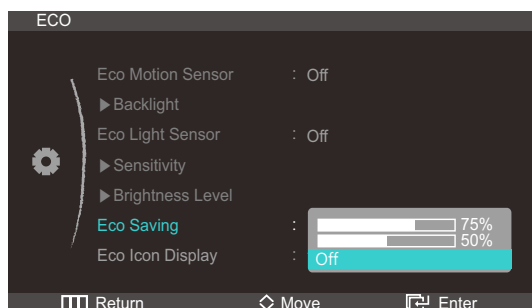 ECO
Eco Motion Sensor : Off
▶Backlight
Eco Light Sensor : Off
▶Sensitivity
▶Brightness Level
Eco Saving : 75%
50%
Off
Eco Icon Display :
Return Move Enter